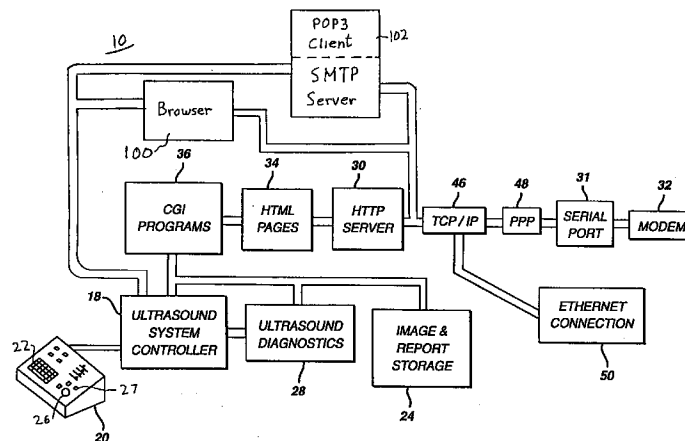 10
POP3
Client
102
SMTP
Server
Browser
100
36
34
30
46
48
31
32
CGI
PROGRAMS
HTML
PAGES
HTTP
SERVER
TCP / IP
PPP
SERIAL
PORT
MODEM
18
ULTRASOUND
SYSTEM
CONTROLLER
ULTRASOUND
DIAGNOSTICS
28
IMAGE &
REPORT
STORAGE
24
ETHERNET
CONNECTION
50
22
26
27
20